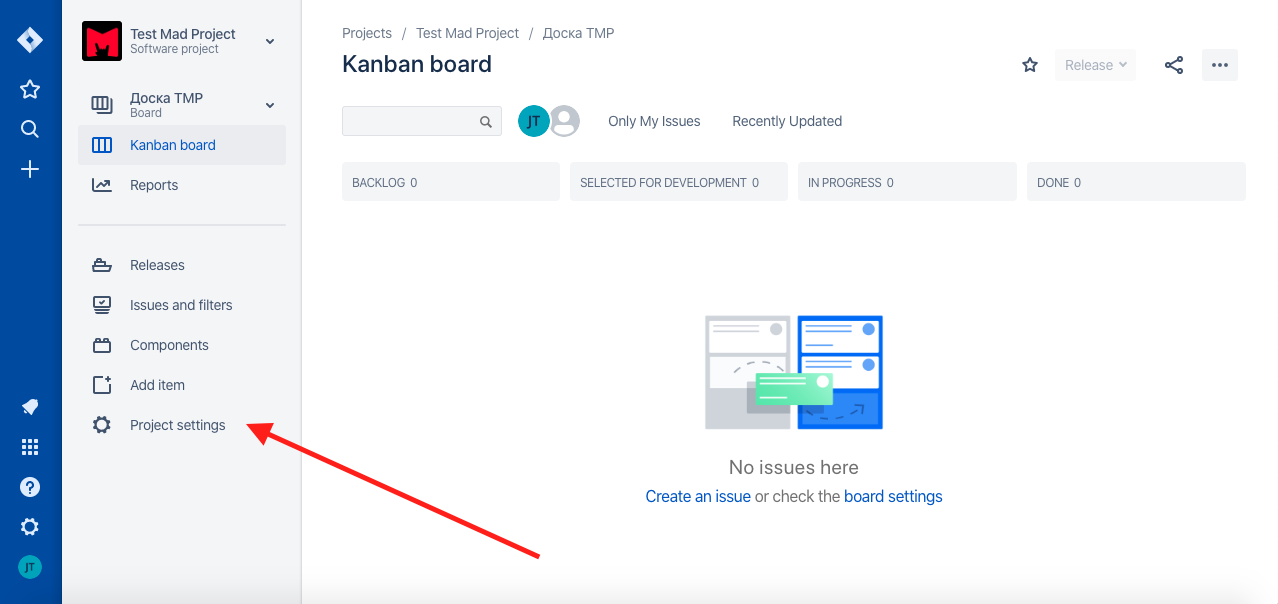 Test Mad Project
Software project
Доска TMP
Board
Kanban board
Reports
Releases
Issues and filters
Components
Add item
Project settings
JT
Projects / Test Mad Project / Доска TMP
Kanban board
Release
JT
Only My Issues
Recently Updated
BACKLOG 0
SELECTED FOR DEVELOPMENT 0
IN PROGRESS 0
DONE 0
No issues here
Create an issue or check the board settings